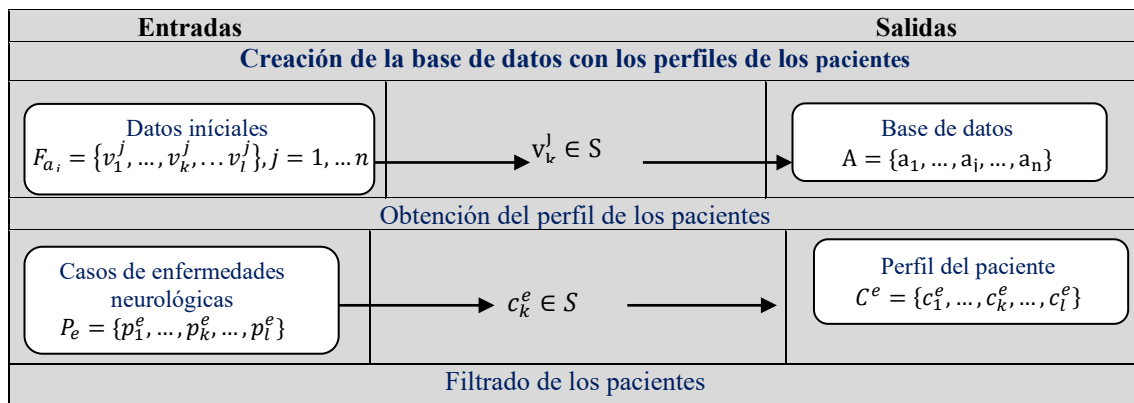 Entradas Salidas
Creación de la base de datos con los perfiles de los pacientes
Datos iníciales
F_{a_j} = {v_1^j, …, v_k^j, … v_l^j}, j = 1, … n
v_k^j ∈ S
Base de datos
A = {a_1, …, a_j, …, a_n}
Obtención del perfil de los pacientes
Casos de enfermedades
neurológicas
P_e = {p_1^e, …, p_k^e, …, p_l^e}
c_k^e ∈ S
Perfil del paciente
C^e = {c_1^e, …, c_k^e, …, c_l^e}
Filtrado de los pacientes